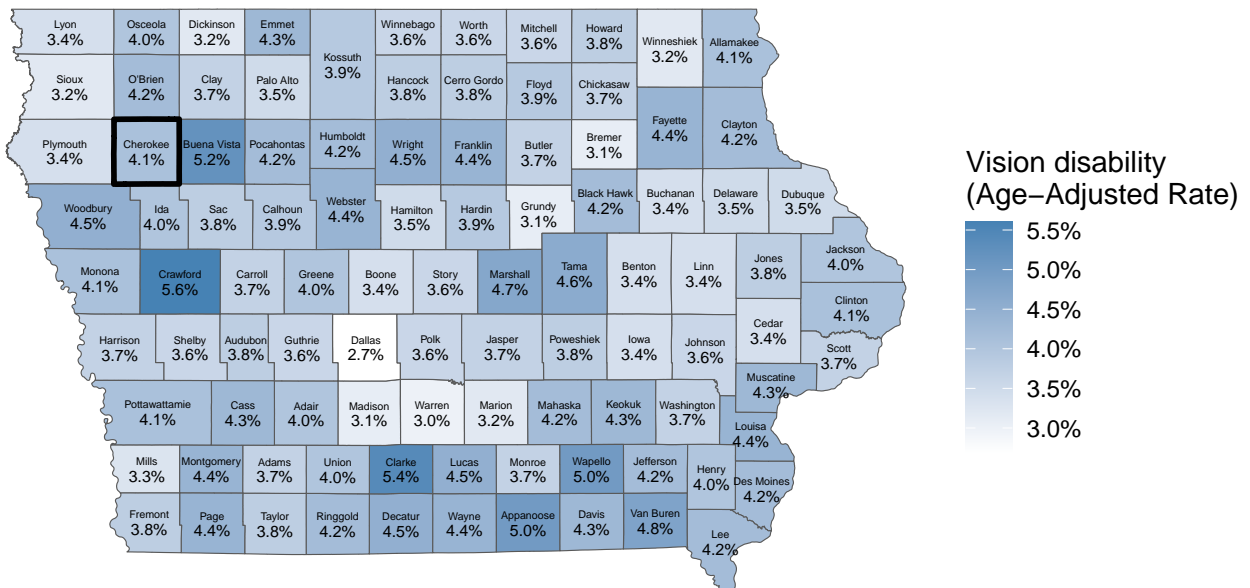 Lyon
3.4%
Osceola
4.0%
Dickinson
3.2%
Emmet
4.3%
Kossuth
3.9%
Winnebago
3.6%
Worth
3.6%
Mitchell
3.6%
Howard
3.8%
Winneshiek
3.2%
Allamakee
4.1%
Sioux
3.2%
O'Brien
4.2%
Clay
3.7%
Palo Alto
3.5%
Hancock
3.8%
Cerro Gordo
3.8%
Floyd
3.9%
Chickasaw
3.7%
Fayette
4.4%
Clayton
4.2%
Plymouth
3.4%
Cherokee
4.1%
Buena Vista
5.2%
Pocahontas
4.2%
Humboldt
4.2%
Wright
4.5%
Franklin
4.4%
Butler
3.7%
Bremer
3.1%
Woodbury
4.5%
Ida
4.0%
Sac
3.8%
Calhoun
3.9%
Webster
4.4%
Hamilton
3.5%
Hardin
3.9%
Grundy
3.1%
Black Hawk
4.2%
Buchanan
3.4%
Delaware
3.5%
Dubuque
3.5%
Monona
4.1%
Crawford
5.6%
Carroll
3.7%
Greene
4.0%
Boone
3.4%
Story
3.6%
Marshall
4.7%
Tama
4.6%
Benton
3.4%
Linn
3.4%
Jones
3.8%
Jackson
4.0%
Clinton
4.1%
Harrison
3.7%
Shelby
3.6%
Audubon
3.8%
Guthrie
3.6%
Dallas
2.7%
Polk
3.6%
Jasper
3.7%
Poweshiek
3.8%
Iowa
3.4%
Johnson
3.6%
Cedar
3.4%
Scott
3.7%
Muscatine
4.3%
Pottawattamie
4.1%
Cass
4.3%
Adair
4.0%
Madison
3.1%
Warren
3.0%
Marion
3.2%
Mahaska
4.2%
Keokuk
4.3%
Washington
3.7%
Louisa
4.4%
Mills
3.3%
Montgomery
4.4%
Adams
3.7%
Union
4.0%
Clarke
5.4%
Lucas
4.5%
Monroe
3.7%
Wapello
5.0%
Jefferson
4.2%
Henry
4.0%
Des Moines
4.2%
Fremont
3.8%
Page
4.4%
Taylor
3.8%
Ringgold
4.2%
Decatur
4.5%
Wayne
4.4%
Appanoose
5.0%
Davis
4.3%
Van Buren
4.8%
Lee
4.2%
Vision disability
(Age−Adjusted Rate)
5.5%
5.0%
4.5%
4.0%
3.5%
3.0%